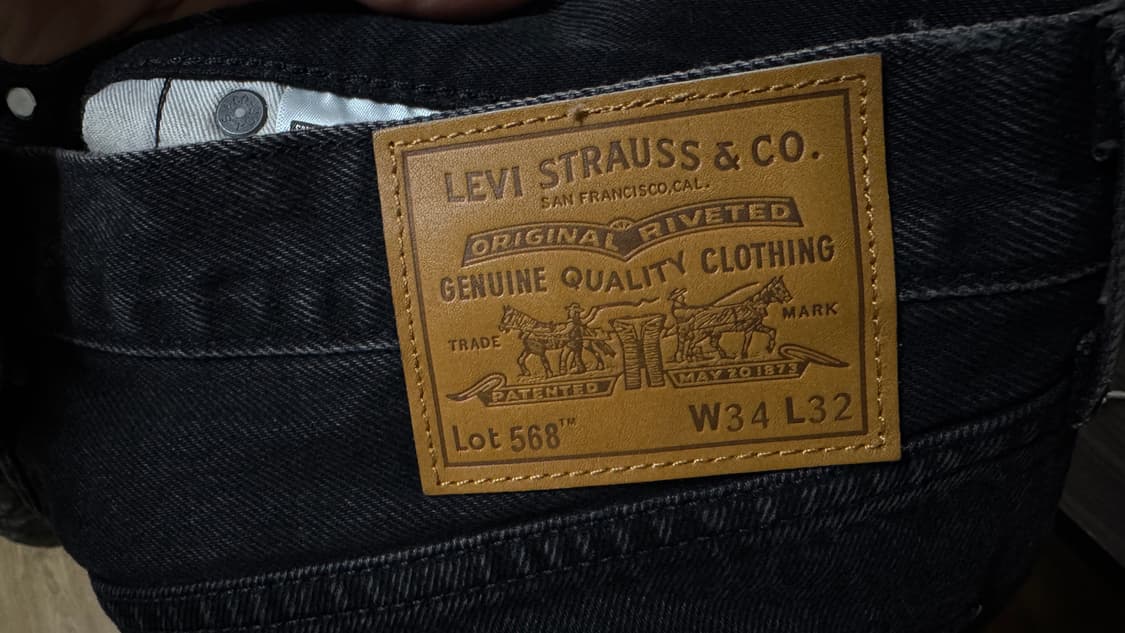 LEVI STRAUSS & CO.
SAN FRANCISCO, CAL.
ORIGINAL RIVETED
GENUINE QUALITY CLOTHING
TRADE MARK
PATENTED MAY 20 1873
Lot 568™ W34 L32